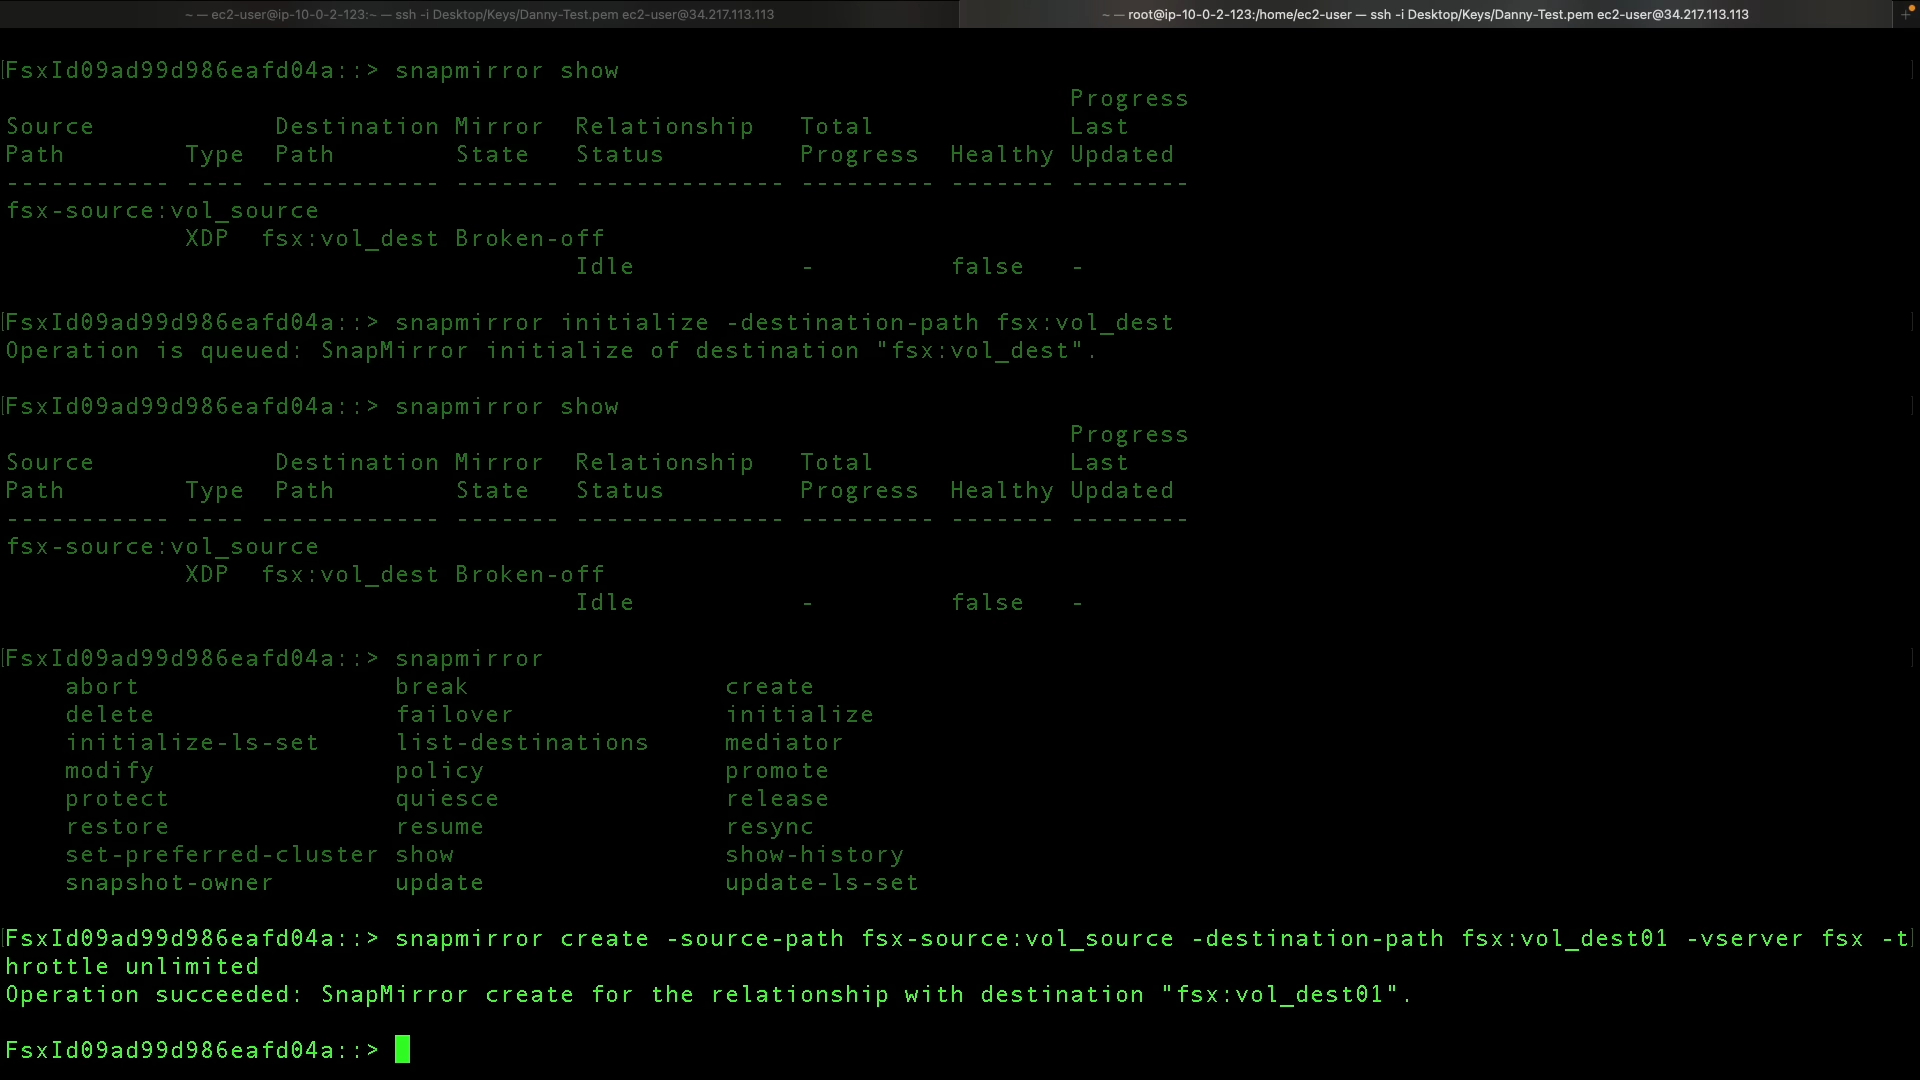 ~ — ec2-user@ip-10-0-2-123:~ — ssh -i Desktop/Keys/Danny-Test.pem ec2-user@34.217.113.113
~ — root@ip-10-0-2-123:/home/ec2-user — ssh -i Desktop/Keys/Danny-Test.pem ec2-user@34.217.113.113
FsxId09ad99d986eafd04a::> snapmirror show
Progress
Source Destination Mirror Relationship Total Last
Path Type Path State Status Progress Healthy Updated
----------- ---- ------------ ------- -------------- --------- ------- --------
fsx-source:vol_source
XDP fsx:vol_dest Broken-off
Idle - false -
FsxId09ad99d986eafd04a::> snapmirror initialize -destination-path fsx:vol_dest
Operation is queued: SnapMirror initialize of destination "fsx:vol_dest".
FsxId09ad99d986eafd04a::> snapmirror show
Progress
Source Destination Mirror Relationship Total Last
Path Type Path State Status Progress Healthy Updated
----------- ---- ------------ ------- -------------- --------- ------- --------
fsx-source:vol_source
XDP fsx:vol_dest Broken-off
Idle - false -
FsxId09ad99d986eafd04a::> snapmirror
abort break create
delete failover initialize
initialize-ls-set list-destinations mediator
modify policy promote
protect quiesce release
restore resume resync
set-preferred-cluster show show-history
snapshot-owner update update-ls-set
FsxId09ad99d986eafd04a::> snapmirror create -source-path fsx-source:vol_source -destination-path fsx:vol_dest01 -vserver fsx -t
hrottle unlimited
Operation succeeded: SnapMirror create for the relationship with destination "fsx:vol_dest01".
FsxId09ad99d986eafd04a::>